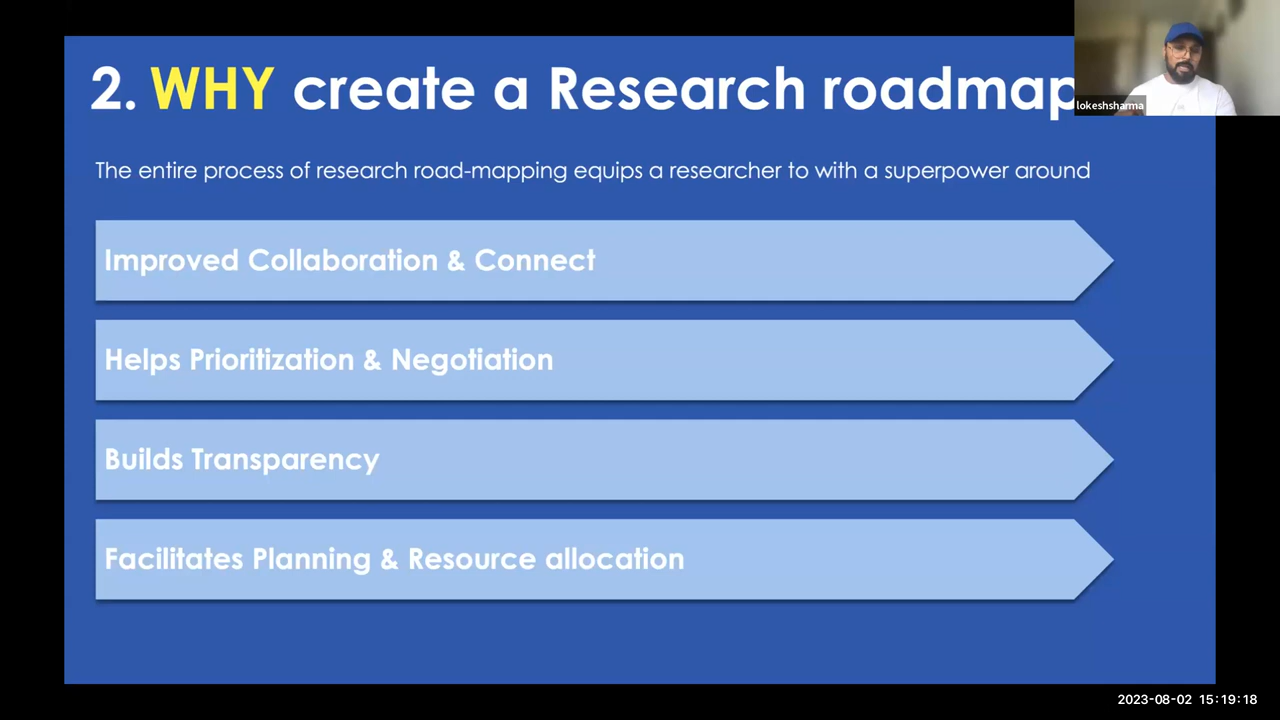 2. WHY create a Research roadmap
lokeshsharma
The entire process of research road-mapping equips a researcher to with a superpower around
Improved Collaboration & Connect
Helps Prioritization & Negotiation
Builds Transparency
Facilitates Planning & Resource allocation
2023-08-02 15:19:18